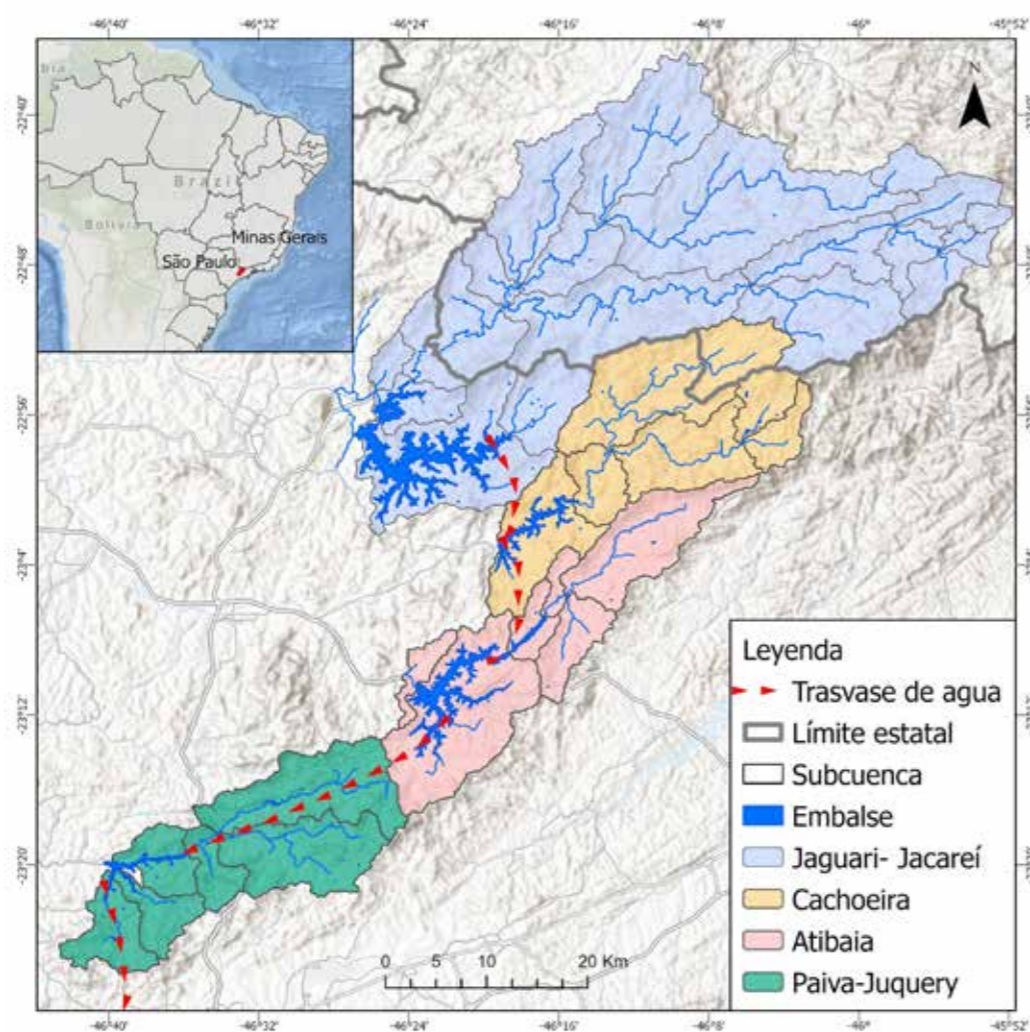 -46°40' -46°32' -46°24' -46°16' -46°8' -46° -45°52'
N
Brazil
Bolivia
Minas Gerais
São Paulo
-22°40'
-22°48'
-22°56'
-23°4'
-23°12'
-23°20'
Leyenda
Trasvase de agua
Límite estatal
Subcuenca
Embalse
Jaguari- Jacareí
Cachoeira
Atibaia
Paiva-Juquery
0 5 10 20 Km
-46°40' -46°32' -46°24' -46°16' -46°8' -46° -45°52'